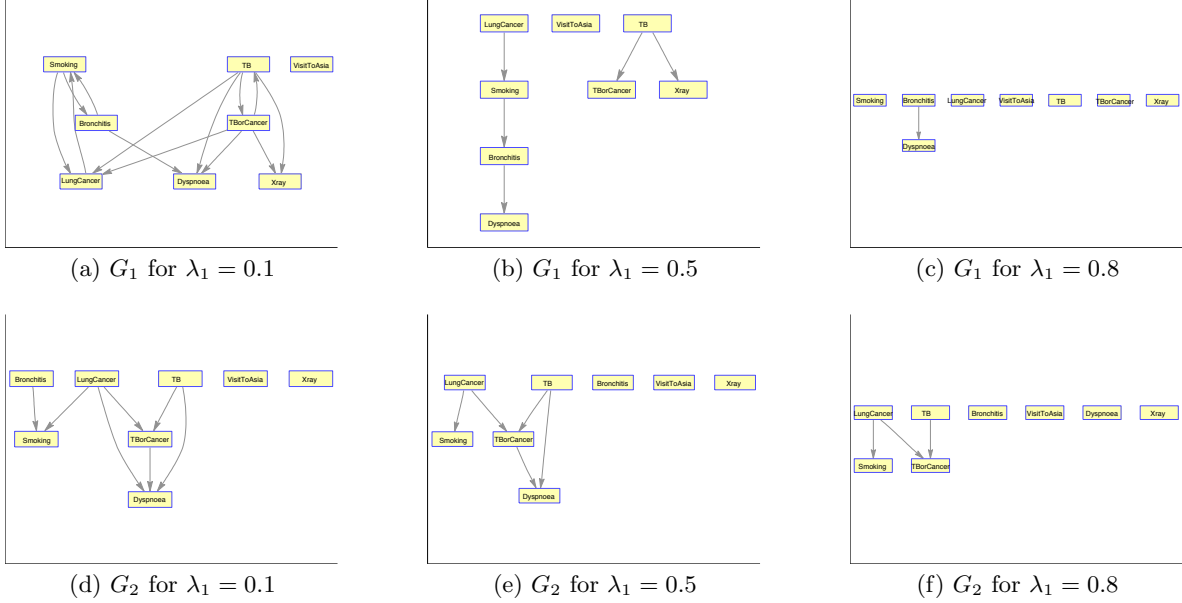 Smoking
TB
VisitToAsia
Bronchitis
TBorCancer
LungCancer
Dyspnoea
Xray
(a) G₁ for λ₁ = 0.1
LungCancer
VisitToAsia
TB
Smoking
TBorCancer
Xray
Bronchitis
Dyspnoea
(b) G₁ for λ₁ = 0.5
Smoking
Bronchitis
LungCancer
VisitToAsia
TB
TBorCancer
Xray
Dyspnoea
(c) G₁ for λ₁ = 0.8
Bronchitis
LungCancer
TB
VisitToAsia
Xray
Smoking
TBorCancer
Dyspnoea
(d) G₂ for λ₁ = 0.1
LungCancer
TB
Bronchitis
VisitToAsia
Xray
Smoking
TBorCancer
Dyspnoea
(e) G₂ for λ₁ = 0.5
LungCancer
TB
Bronchitis
VisitToAsia
Dyspnoea
Xray
Smoking
TBorCancer
(f) G₂ for λ₁ = 0.8